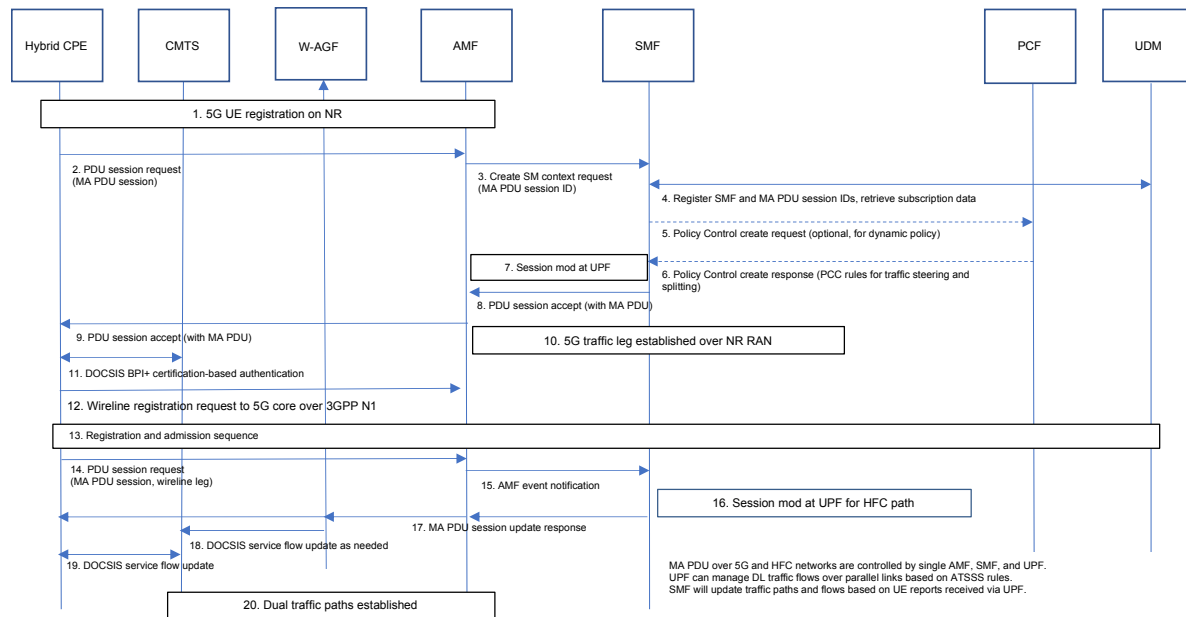 Hybrid CPE
CMTS
W-AGF
AMF
SMF
PCF
UDM
1. 5G UE registration on NR
2. PDU session request
(MA PDU session)
3. Create SM context request
(MA PDU session ID)
4. Register SMF and MA PDU session IDs, retrieve subscription data
5. Policy Control create request (optional, for dynamic policy)
7. Session mod at UPF
6. Policy Control create response (PCC rules for traffic steering and
splitting)
8. PDU session accept (with MA PDU)
9. PDU session accept (with MA PDU)
10. 5G traffic leg established over NR RAN
11. DOCSIS BPI+ certification-based authentication
12. Wireline registration request to 5G core over 3GPP N1
13. Registration and admission sequence
14. PDU session request
(MA PDU session, wireline leg)
15. AMF event notification
16. Session mod at UPF for HFC path
17. MA PDU session update response
18. DOCSIS service flow update as needed
19. DOCSIS service flow update
MA PDU over 5G and HFC networks are controlled by single AMF, SMF, and UPF.
UPF can manage DL traffic flows over parallel links based on ATSSS rules.
SMF will update traffic paths and flows based on UE reports received via UPF.
20. Dual traffic paths established